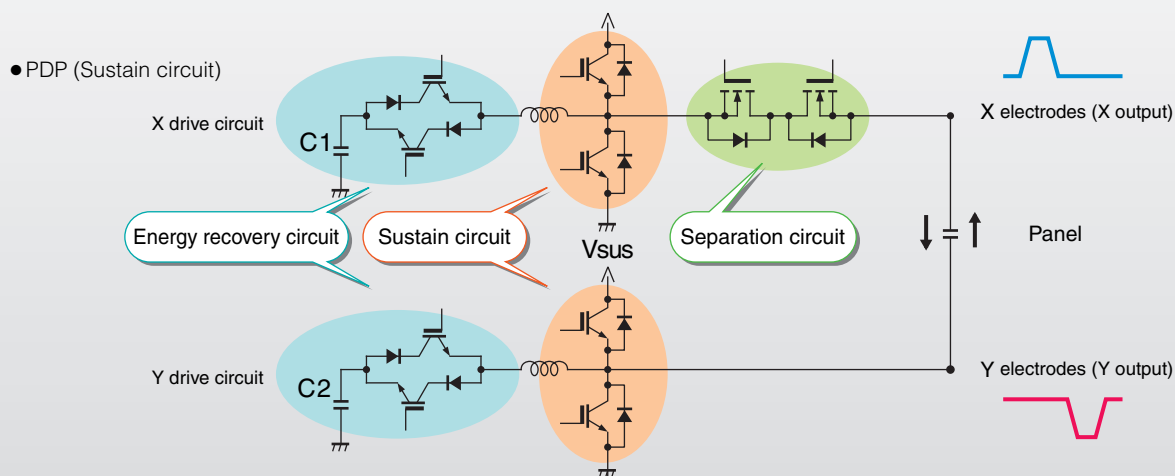 ● PDP (Sustain circuit)
X drive circuit
C1
X electrodes (X output)
Energy recovery circuit
Sustain circuit
Separation circuit
Vsus
Panel
Y drive circuit
C2
Y electrodes (Y output)